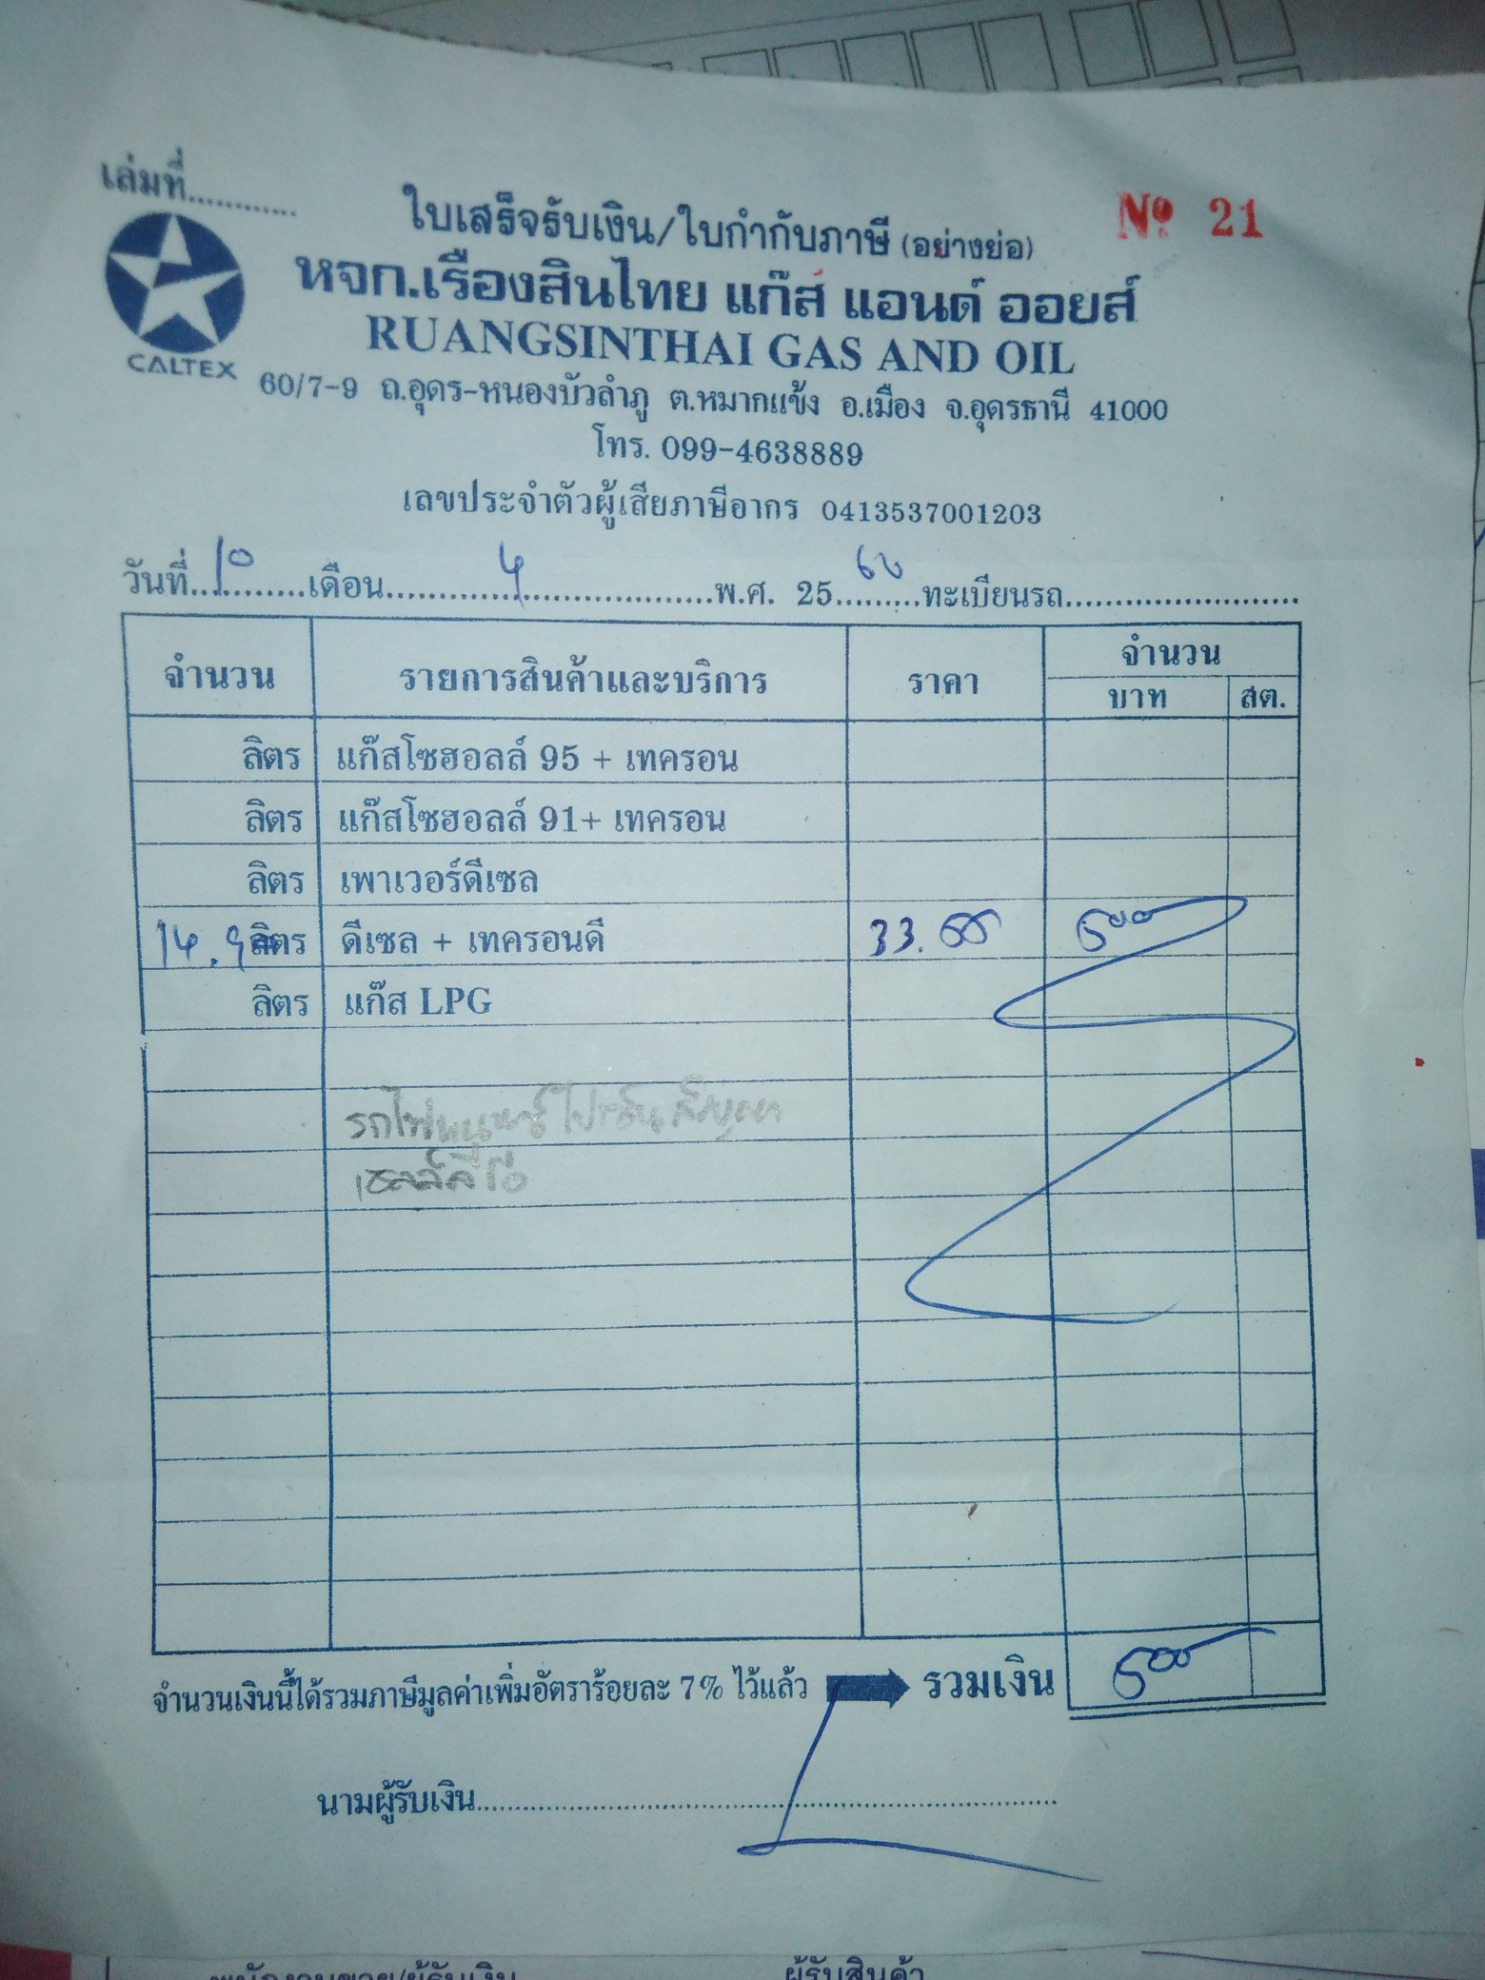 เล่มที่............
ใบเสร็จรับเงิน/ใบกำกับภาษี (อย่างย่อ)
№ 21
หจก.เรืองสินไทย แก๊ส แอนด์ ออยส์
RUANGSINTHAI GAS AND OIL
CALTEX
60/7-9 ถ.อุดร-หนองบัวลำภู ต.หมากแข้ง อ.เมือง จ.อุดรธานี 41000
โทร. 099-4638889
เลขประจำตัวผู้เสียภาษีอากร 0413537001203
วันที่ 10 เดือน 4 พ.ศ. 25 ทะเบียนรถ
จำนวน รายการสินค้าและบริการ ราคา จำนวน
บาท สต.
ลิตร แก๊สโซฮอลล์ 95 + เทครอน
ลิตร แก๊สโซฮอลล์ 91+ เทครอน
ลิตร เพาเวอร์ดีเซล
ลิตร ดีเซล + เทครอนดี 500
ลิตร แก๊ส LPG
จำนวนเงินนี้ได้รวมภาษีมูลค่าเพิ่มอัตราร้อยละ 7% ไว้แล้ว รวมเงิน 500
นามผู้รับเงิน
ผู้รับสินค้า